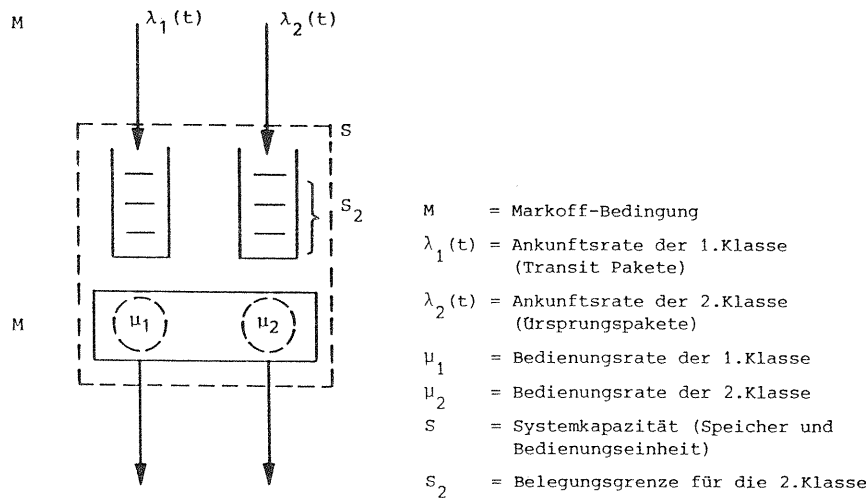 M λ₁(t) λ₂(t)
S
S₂
M μ₁ μ₂
M = Markoff-Bedingung
λ₁(t) = Ankunftsrate der 1.Klasse
(Transit Pakete)
λ₂(t) = Ankunftsrate der 2.Klasse
(Ursprungspakete)
μ₁ = Bedienungsrate der 1.Klasse
μ₂ = Bedienungsrate der 2.Klasse
S = Systemkapazität (Speicher und
Bedienungseinheit)
S₂ = Belegungsgrenze für die 2.Klasse